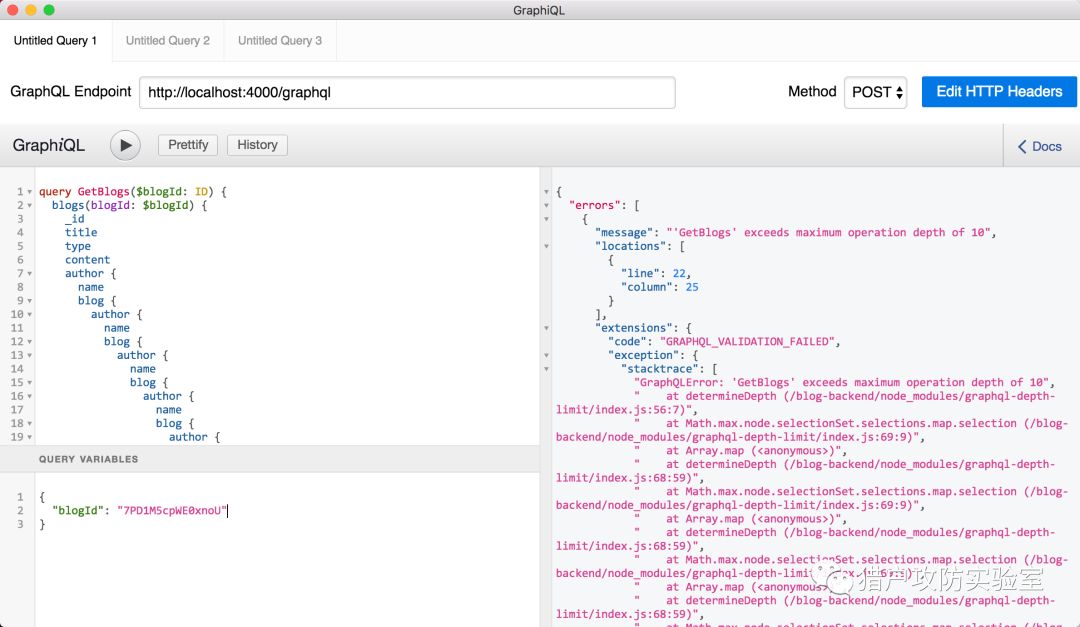 GraphiQL
Untitled Query 1 Untitled Query 2 Untitled Query 3
GraphQL Endpoint http://localhost:4000/graphql Method POST Edit HTTP Headers
GraphiQL Prettify History Docs
1 query GetBlogs($blogId: ID) {
2 blogs(blogId: $blogId) {
3 _id
4 title
5 type
6 content
7 author {
8 name
9 blog {
10 author {
11 name
12 blog {
13 author {
14 name
15 blog {
16 author {
17 name
18 blog {
19 author {
QUERY VARIABLES
1 {
2 "blogId": "7PD1M5cpWE0xnoU"
3 }
{
"errors": [
{
"message": "'GetBlogs' exceeds maximum operation depth of 10",
"locations": [
{
"line": 22,
"column": 25
}
],
"extensions": {
"code": "GRAPHQL_VALIDATION_FAILED",
"exception": {
"stacktrace": [
"GraphQLError: 'GetBlogs' exceeds maximum operation depth of 10",
"    at determineDepth (/blog-backend/node_modules/graphql-depth-
limit/index.js:56:7)",
"    at Math.max.node.selectionSet.selections.map.selection (/blog-
backend/node_modules/graphql-depth-limit/index.js:69:9)",
"    at Array.map (<anonymous>)",
"    at determineDepth (/blog-backend/node_modules/graphql-depth-
limit/index.js:68:59)",
"    at Math.max.node.selectionSet.selections.map.selection (/blog-
backend/node_modules/graphql-depth-limit/index.js:69:9)",
"    at Array.map (<anonymous>)",
"    at determineDepth (/blog-backend/node_modules/graphql-depth-
limit/index.js:68:59)",
"    at Math.max.node.selectionSet.selections.map.selection (/blog-
backend/node_modules/graphql-depth-limit/index.js:69:9)",
"    at Array.map (<anonymous>)",
"    at determineDepth (/blog-backend/node_modules/graphql-depth-
limit/index.js:68:59)",
"    at Math.max.node.selectionSet.selections.map.selection (/blog-
猎户攻防实验室